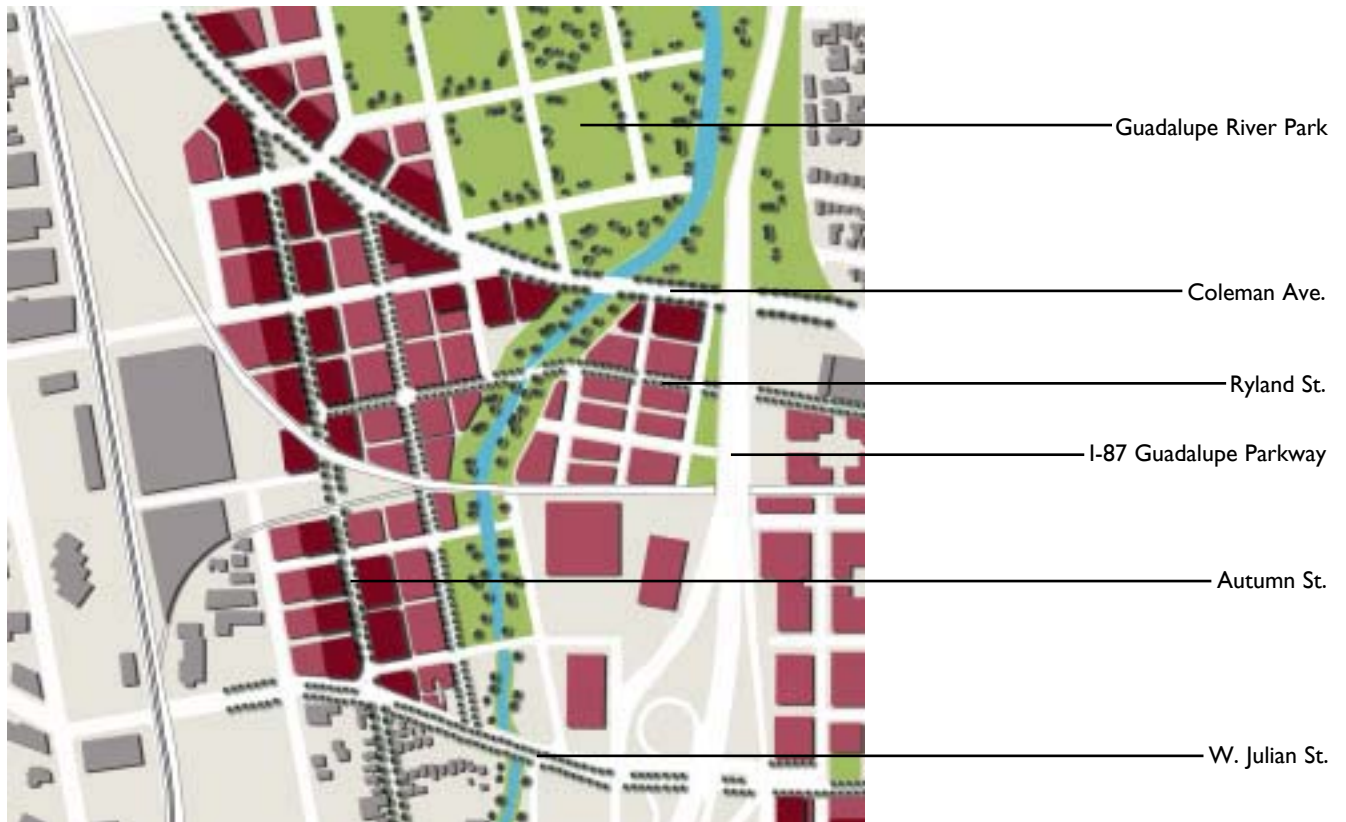 Guadalupe River Park
Coleman Ave.
Ryland St.
I-87 Guadalupe Parkway
Autumn St.
W. Julian St.